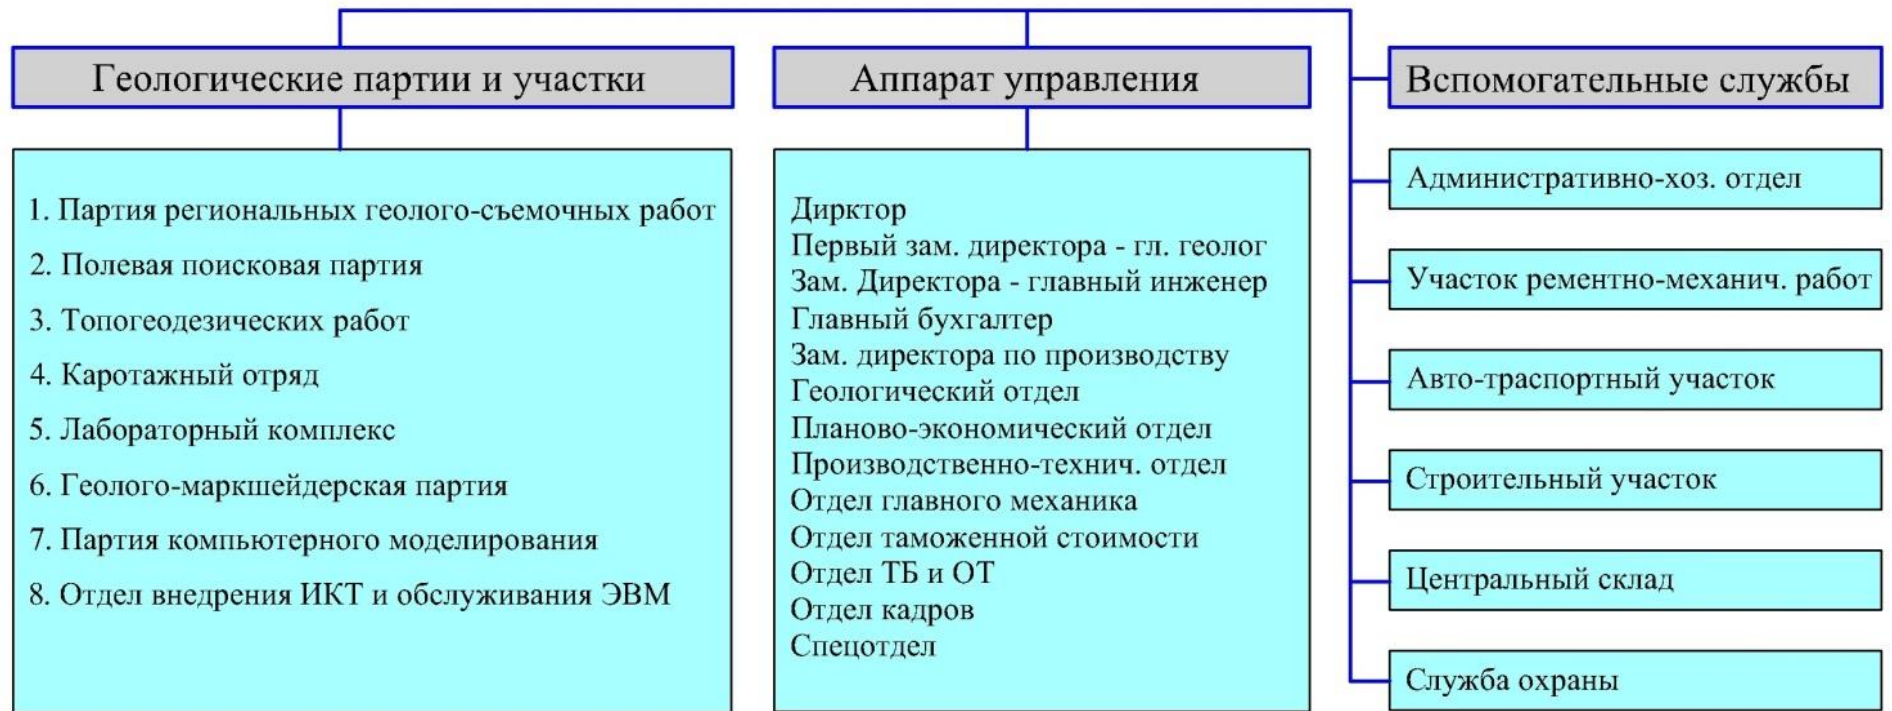 Геологические партии и участки
1. Партия региональных геолого-съемочных работ
2. Полевая поисковая партия
3. Топогеодезических работ
4. Каротажный отряд
5. Лабораторный комплекс
6. Геолого-маркшейдерская партия
7. Партия компьютерного моделирования
8. Отдел внедрения ИКТ и обслуживания ЭВМ
Аппарат управления
Дирктор
Первый зам. директора - гл. геолог
Зам. Директора - главный инженер
Главный бухгалтер
Зам. директора по производству
Геологический отдел
Планово-экономический отдел
Производственно-технич. отдел
Отдел главного механика
Отдел таможенной стоимости
Отдел ТБ и ОТ
Отдел кадров
Спецотдел
Вспомогательные службы
Административно-хоз. отдел
Участок рементно-механич. работ
Авто-траспортный участок
Строительный участок
Центральный склад
Служба охраны